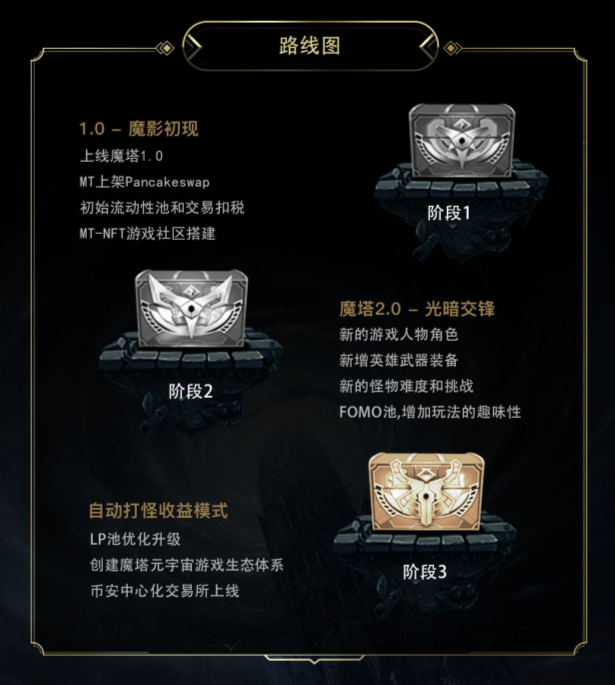 路线图
1.0 – 魔影初现
上线魔塔1.0
MT上架Pancakeswap
初始流动性池和交易扣税
MT-NFT游戏社区搭建
阶段1
阶段2
魔塔2.0 – 光暗交锋
新的游戏人物角色
新增英雄武器装备
新的怪物难度和挑战
FOMO池,增加玩法的趣味性
自动打怪收益模式
LP池优化升级
创建魔塔元宇宙游戏生态体系
币安中心化交易所上线
阶段3